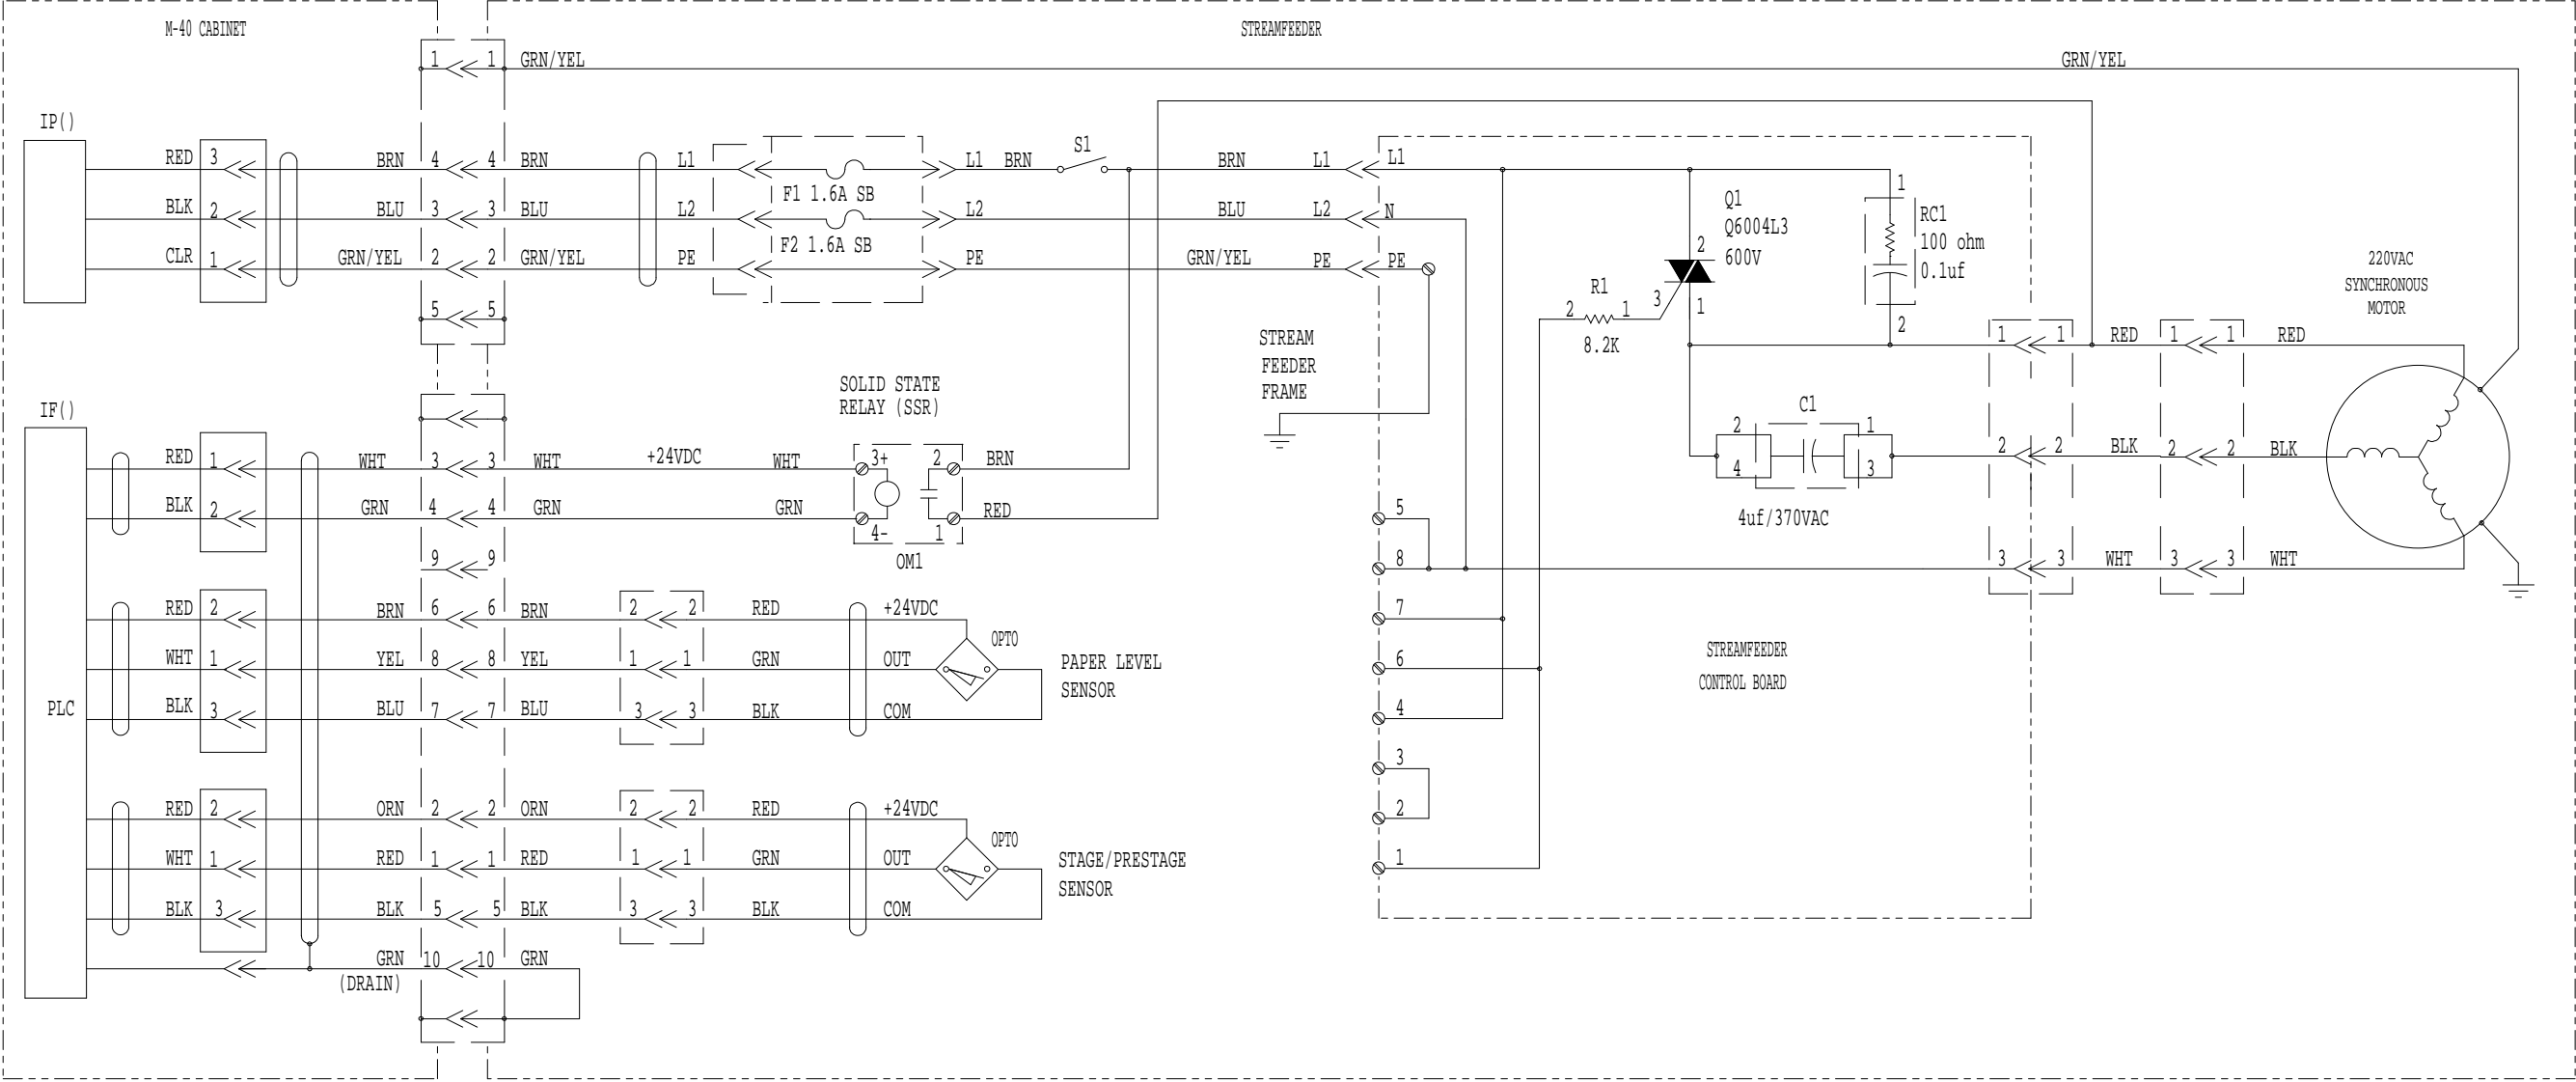 M-40 CABINET
STREAMFEEDER
1 1 GRN/YEL GRN/YEL
IP()
RED 3 BRN 4 4 BRN L1 L1 BRN S1 BRN L1 L1
F1 1.6A SB
BLK 2 BLU 3 3 BLU L2 L2 BLU L2 N
F2 1.6A SB
CLR 1 GRN/YEL 2 2 GRN/YEL PE PE GRN/YEL PE PE
5 5
Q1
Q6004L3
600V
2
3
1
R1
2 1
8.2K
1
RC1
100 ohm
0.1uf
2
220VAC
SYNCHRONOUS
MOTOR
1 1 RED 1 1 RED
STREAM
FEEDER
FRAME
C1
2 1
4 3
4uf/370VAC
2 2 BLK 2 2 BLK
3 3 WHT 3 3 WHT
SOLID STATE
RELAY (SSR)
IF()
PLC
RED 1 WHT 3 3 WHT +24VDC WHT 3+ 2 BRN
BLK 2 GRN 4 4 GRN GRN 4- 1 RED
OM1
9 9
RED 2 BRN 6 6 BRN 2 2 RED +24VDC
OPTO
WHT 1 YEL 8 8 YEL 1 1 GRN OUT
PAPER LEVEL
SENSOR
BLK 3 BLU 7 7 BLU 3 3 BLK COM
RED 2 ORN 2 2 ORN 2 2 RED +24VDC
OPTO
WHT 1 RED 1 1 RED 1 1 GRN OUT
STAGE/PRESTAGE
SENSOR
BLK 3 BLK 5 5 BLK 3 3 BLK COM
GRN 10 10 GRN
(DRAIN)
5
8
7
6
4
3
2
1
STREAMFEEDER
CONTROL BOARD